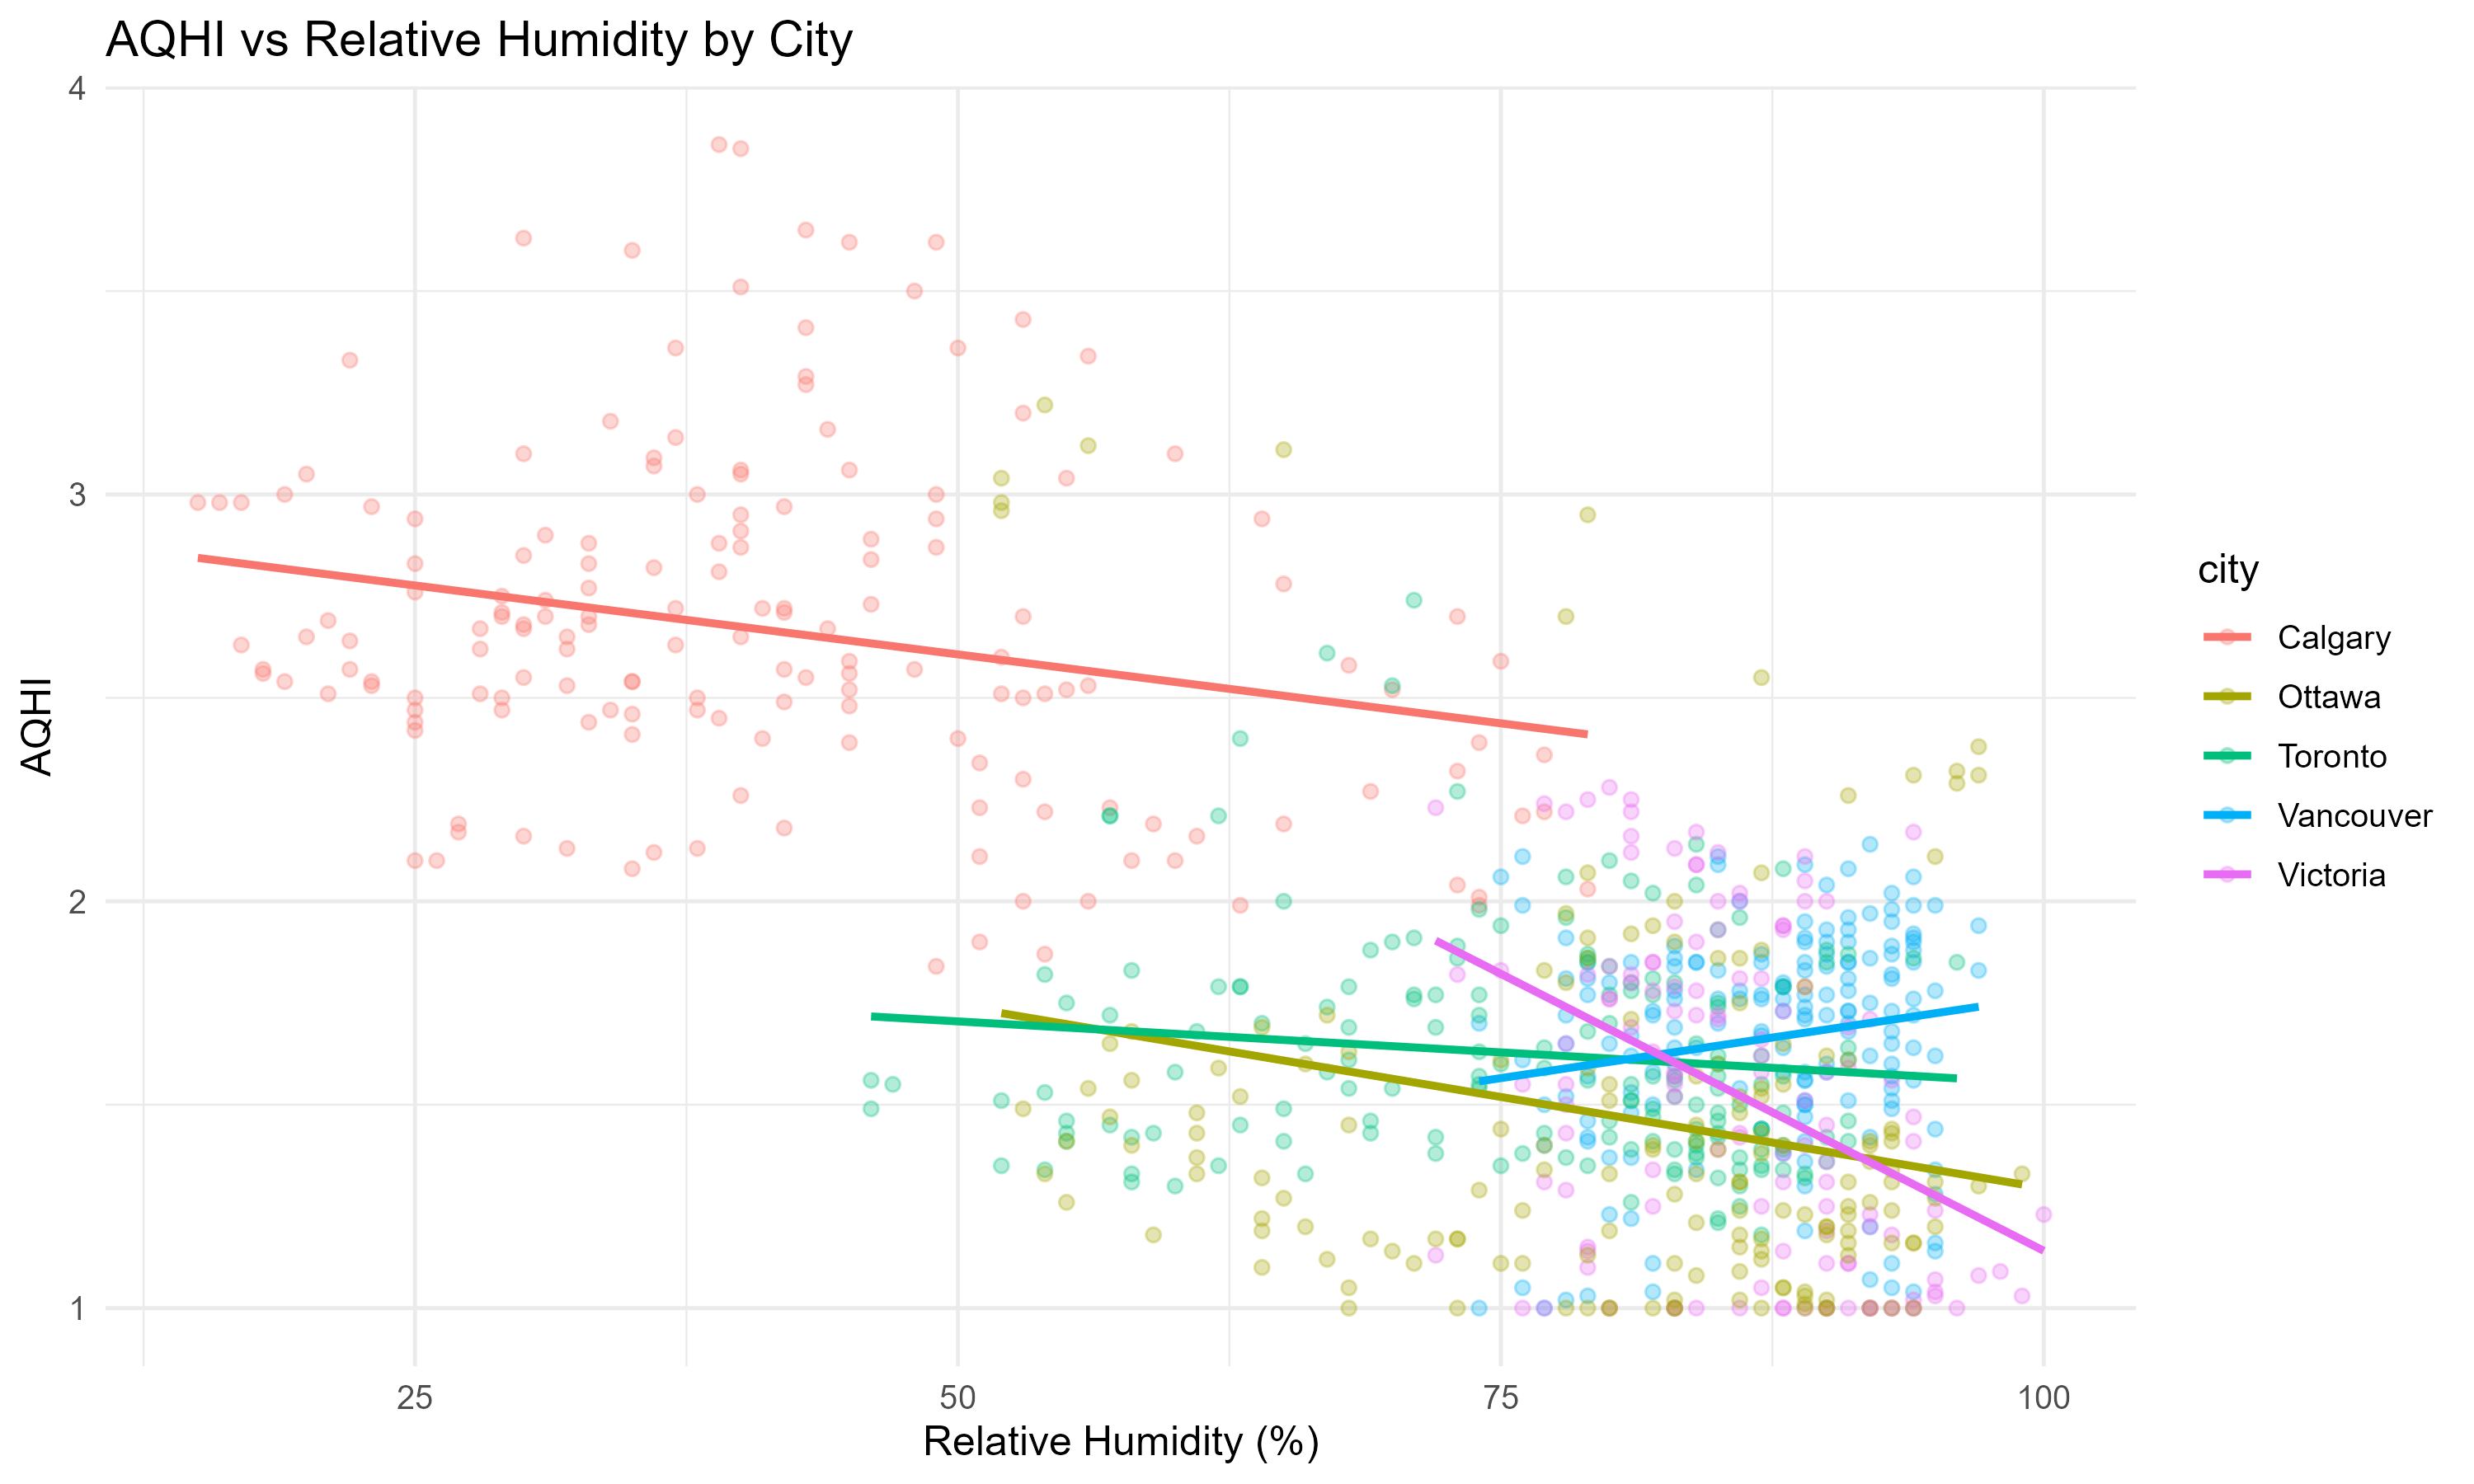 AQHI vs Relative Humidity by City
4
3
2
1
AQHI
25 50 75 100
Relative Humidity (%)
city
Calgary
Ottawa
Toronto
Vancouver
Victoria